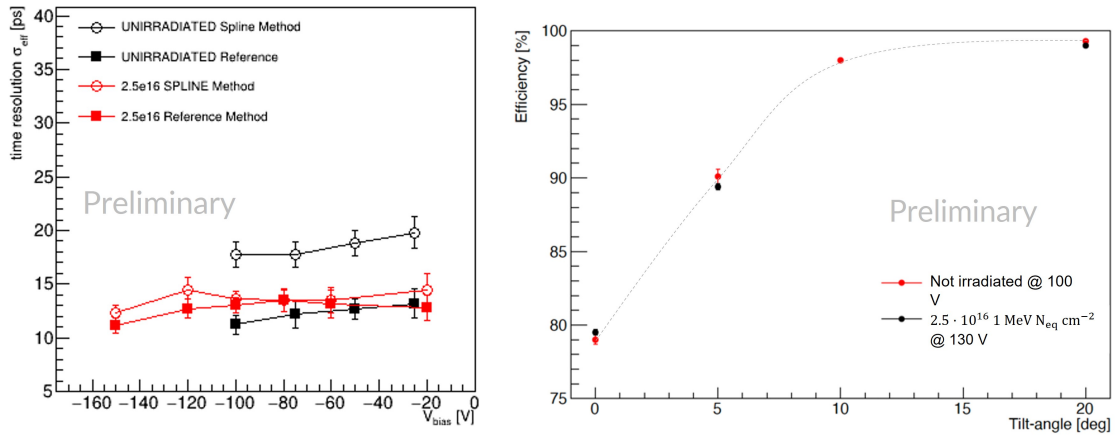 time resolution σeff [ps]
40
35
30
25
20
15
10
5
UNIRRADIATED Spline Method
UNIRRADIATED Reference
2.5e16 SPLINE Method
2.5e16 Reference Method
Preliminary
−160 −140 −120 −100 −80 −60 −40 −20 0
Vbias [V]
Efficiency [%]
100
95
90
85
80
75
Preliminary
Not irradiated @ 100
V
2.5 · 10¹⁶ 1 MeV Neq cm⁻²
@ 130 V
0 5 10 15 20
Tilt-angle [deg]